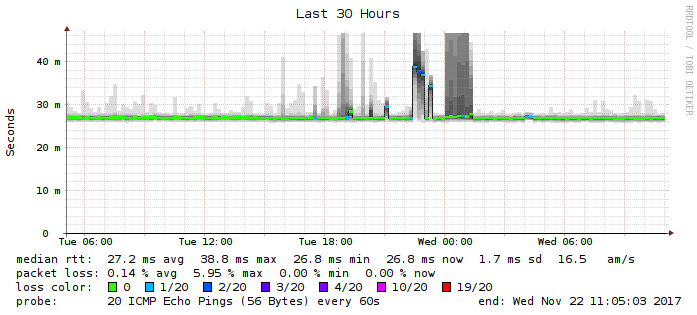 Last 30 Hours
RRDTOOL / TOBI OETIKER
Seconds
40 m
30 m
20 m
10 m
0
Tue 06:00 Tue 12:00 Tue 18:00 Wed 00:00 Wed 06:00
median rtt: 27.2 ms avg 38.8 ms max 26.8 ms min 26.8 ms now 1.7 ms sd 16.5 am/s
packet loss: 0.14 % avg 5.95 % max 0.00 % min 0.00 % now
loss color: 0 1/20 2/20 3/20 4/20 10/20 19/20
probe: 20 ICMP Echo Pings (56 Bytes) every 60s end: Wed Nov 22 11:05:03 2017